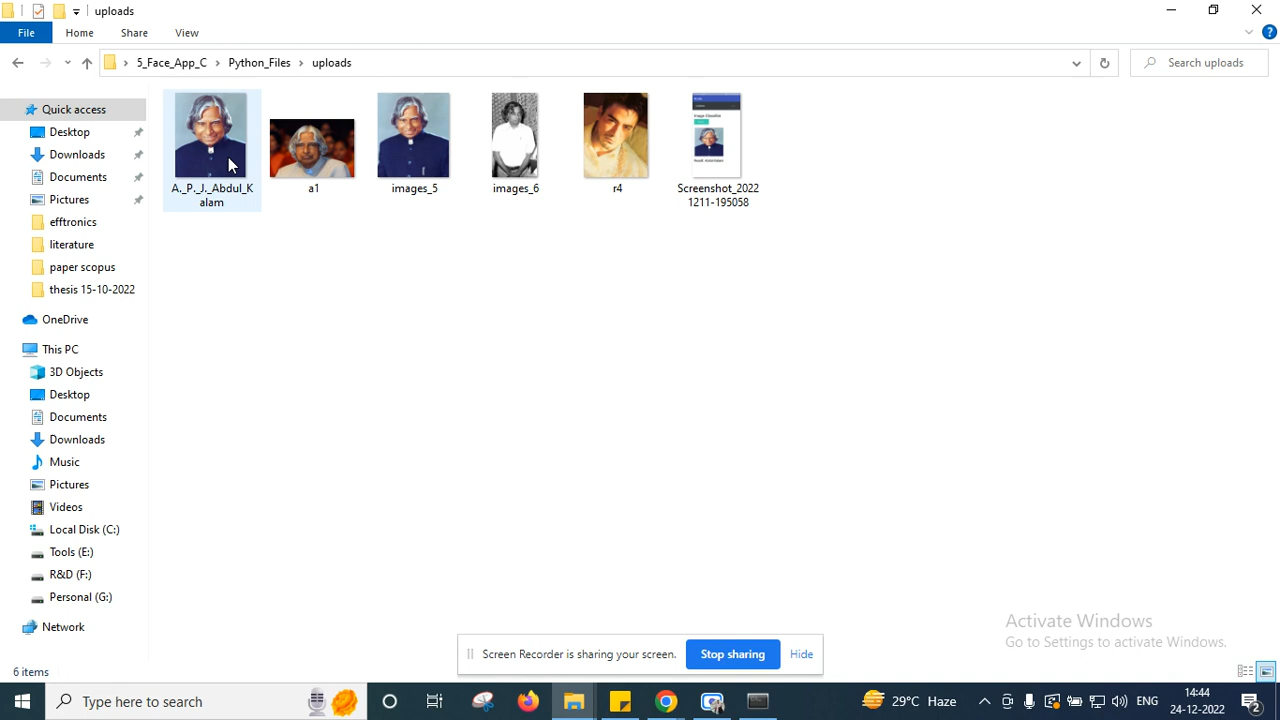 uploads
File Home Share View
5_Face_App_C Python_Files uploads
Search uploads
Quick access
Desktop
Downloads
Documents
Pictures
efftronics
literature
paper scopus
thesis 15-10-2022
OneDrive
This PC
3D Objects
Desktop
Documents
Downloads
Music
Pictures
Videos
Local Disk (C:)
Tools (E:)
R&D (F:)
Personal (G:)
Network
A._P._J._Abdul_K
alam
a1
images_5
images_6
r4
Screenshot_2022
1211-195058
Activate Windows
Go to Settings to activate Windows.
Screen Recorder is sharing your screen. Stop sharing Hide
6 items
Type here to search
29°C Haze
ENG
14:44
24-12-2022
2